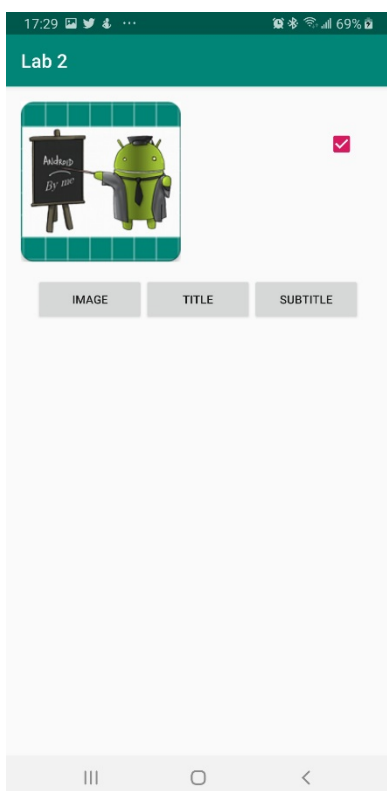 17:29 69%
Lab 2
Android
By me
IMAGE TITLE SUBTITLE